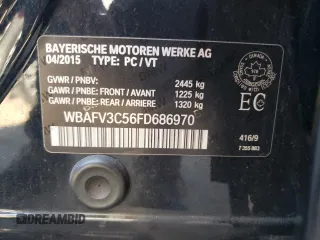 BAYERISCHE MOTOREN WERKE AG
04/2015 TYPE: PC / VT
GVWR / PNBV: 2445 kg
GAWR / PNBE: FRONT / AVANT 1225 kg
GAWR / PNBE: REAR / ARRIERE 1320 kg
WBAFV3C56FD686970
EC
416/9
DREAMBID